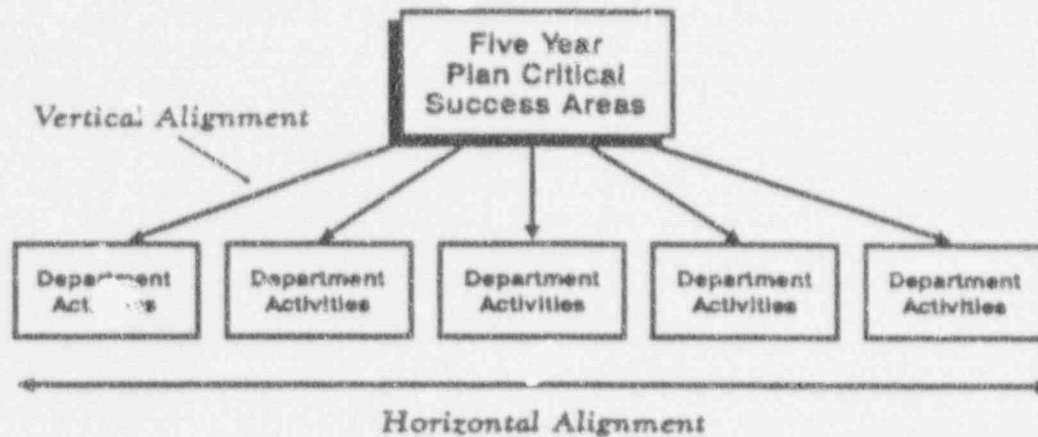 Five Year
Plan Critical
Success Areas
Vertical Alignment
Department
Activities
Department
Activities
Department
Activities
Department
Activities
Department
Activities
Horizontal Alignment